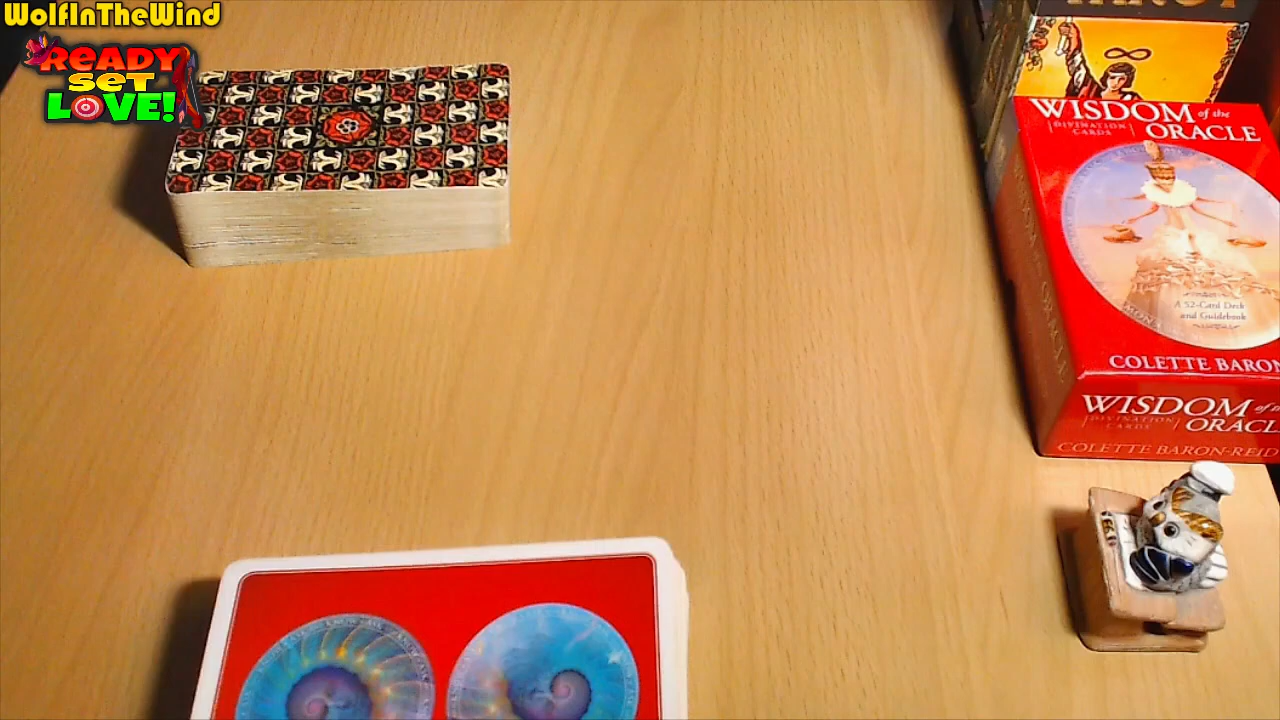 WolfInTheWind
READY
SET
LOVE!
TAROT
WISDOM of the
DIVINATION
CARDS
ORACLE
A 52-Card Deck
and Guidebook
COLETTE BARON
WISDOM of the
DIVINATION
CARDS
ORACLE
COLETTE BARON-REID